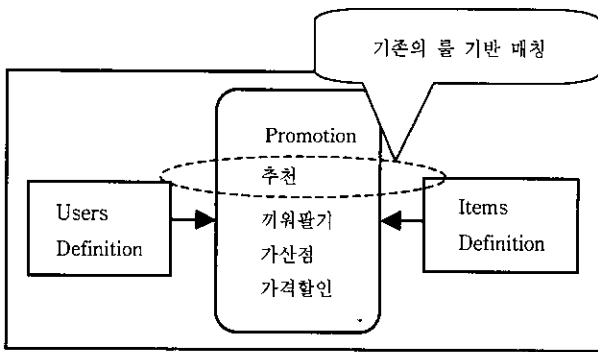 기존의 룰 기반 매칭
Promotion
추천
끼워팔기
가산점
가격할인
Users
Definition
Items
Definition